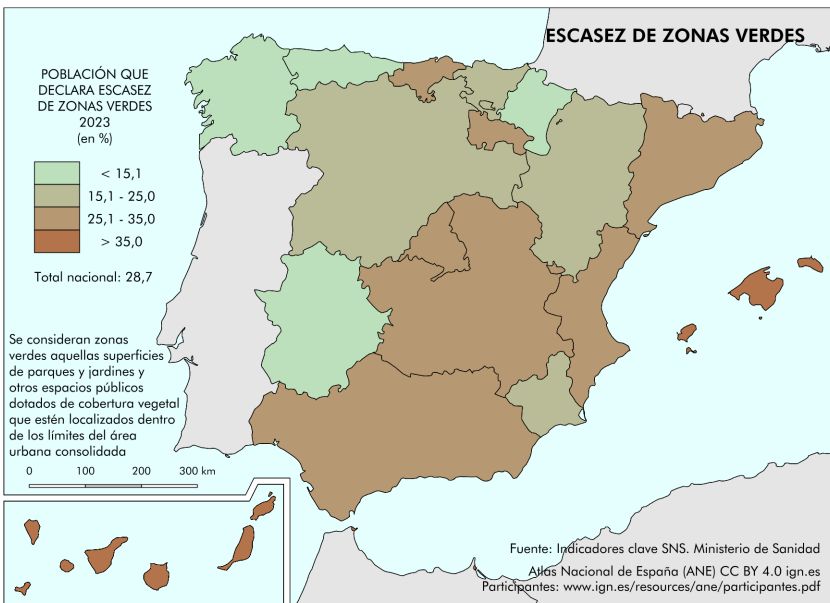 ESCASEZ DE ZONAS VERDES
POBLACIÓN QUE
DECLARA ESCASEZ
DE ZONAS VERDES
2023
(en %)
< 15,1
15,1 - 25,0
25,1 - 35,0
> 35,0
Total nacional: 28,7
Se consideran zonas
verdes aquellas superficies
de parques y jardines y
otros espacios públicos
dotados de cobertura vegetal
que estén localizados dentro
de los límites del área
urbana consolidada
0 100 200 300 km
Fuente: Indicadores clave SNS. Ministerio de Sanidad
Atlas Nacional de España (ANE) CC BY 4.0 ign.es
Participantes: www.ign.es/resources/ane/participantes.pdf